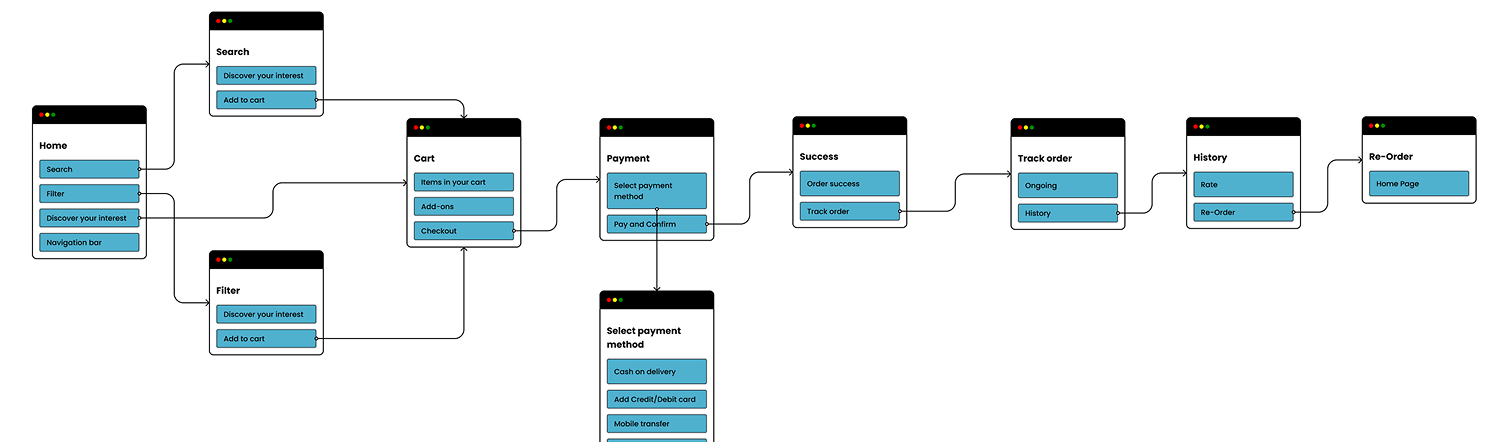 Search
Discover your interest
Add to cart
Home
Search
Filter
Discover your interest
Navigation bar
Filter
Discover your interest
Add to cart
Cart
Items in your cart
Add-ons
Checkout
Payment
Select payment
method
Pay and Confirm
Select payment
method
Cash on delivery
Add Credit/Debit card
Mobile transfer
Success
Order success
Track order
Track order
Ongoing
History
History
Rate
Re-Order
Re-Order
Home Page